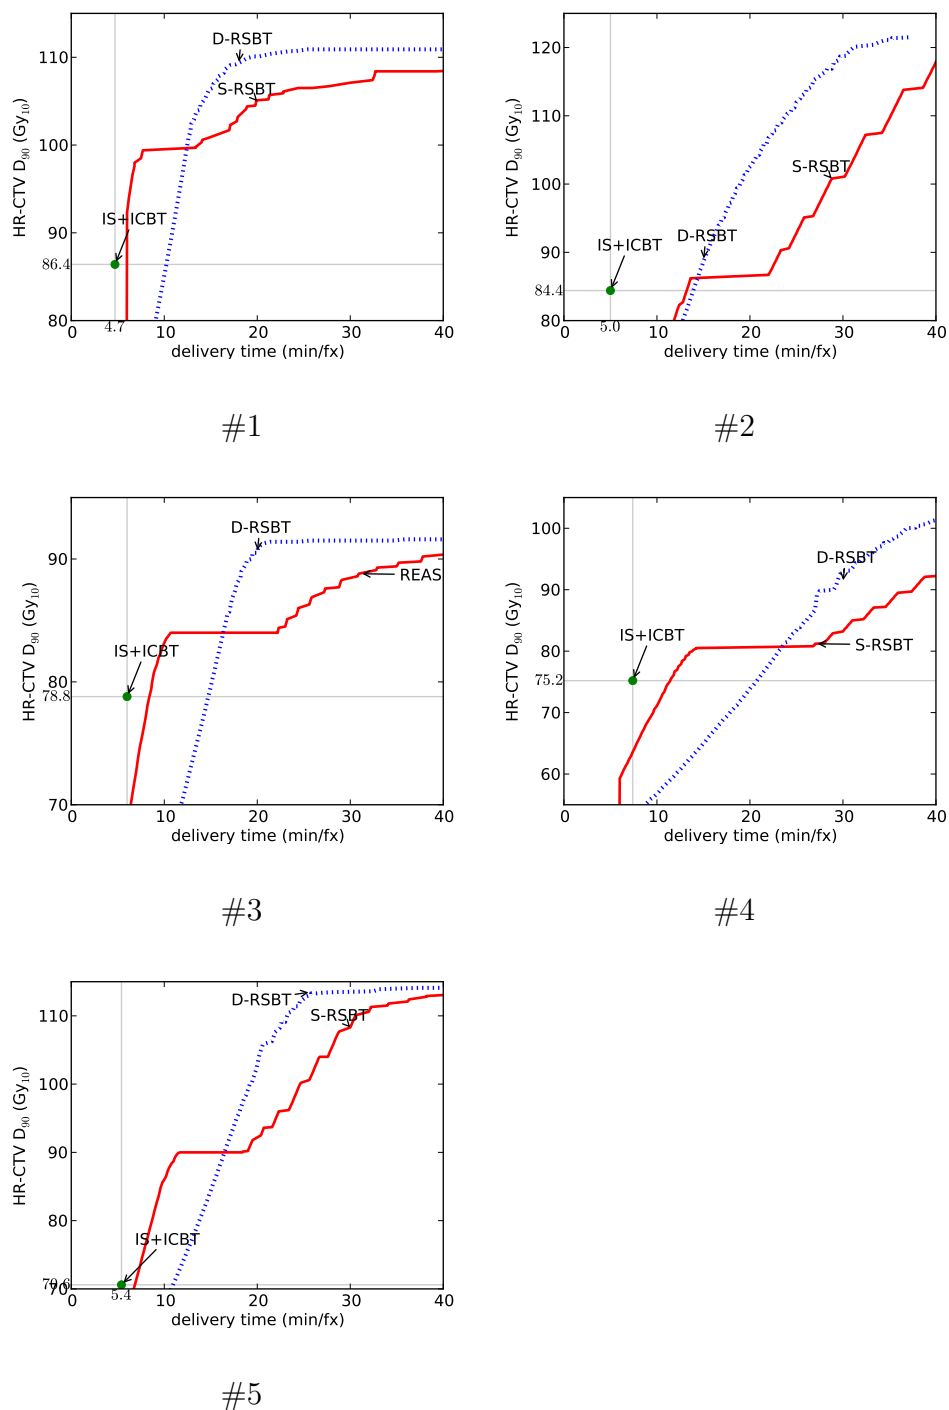 110
100
90
86.4
80
HR-CTV D90 (Gy10)
D-RSBT
S-RSBT
IS+ICBT
4.7
0 10 20 30 40
delivery time (min/fx)
#1
120
110
100
90
84.4
80
HR-CTV D90 (Gy10)
S-RSBT
D-RSBT
IS+ICBT
5.0
10 20 30 40
delivery time (min/fx)
#2
90
80
78.8
70
HR-CTV D90 (Gy10)
D-RSBT
REAS
IS+ICBT
0 10 20 30 40
delivery time (min/fx)
#3
100
90
80
75.2
70
60
HR-CTV D90 (Gy10)
D-RSBT
IS+ICBT
S-RSBT
0 10 20 30 40
delivery time (min/fx)
#4
110
100
90
80
70.6
70
HR-CTV D90 (Gy10)
D-RSBT
S-RSBT
IS+ICBT
5.4
0 10 20 30 40
delivery time (min/fx)
#5